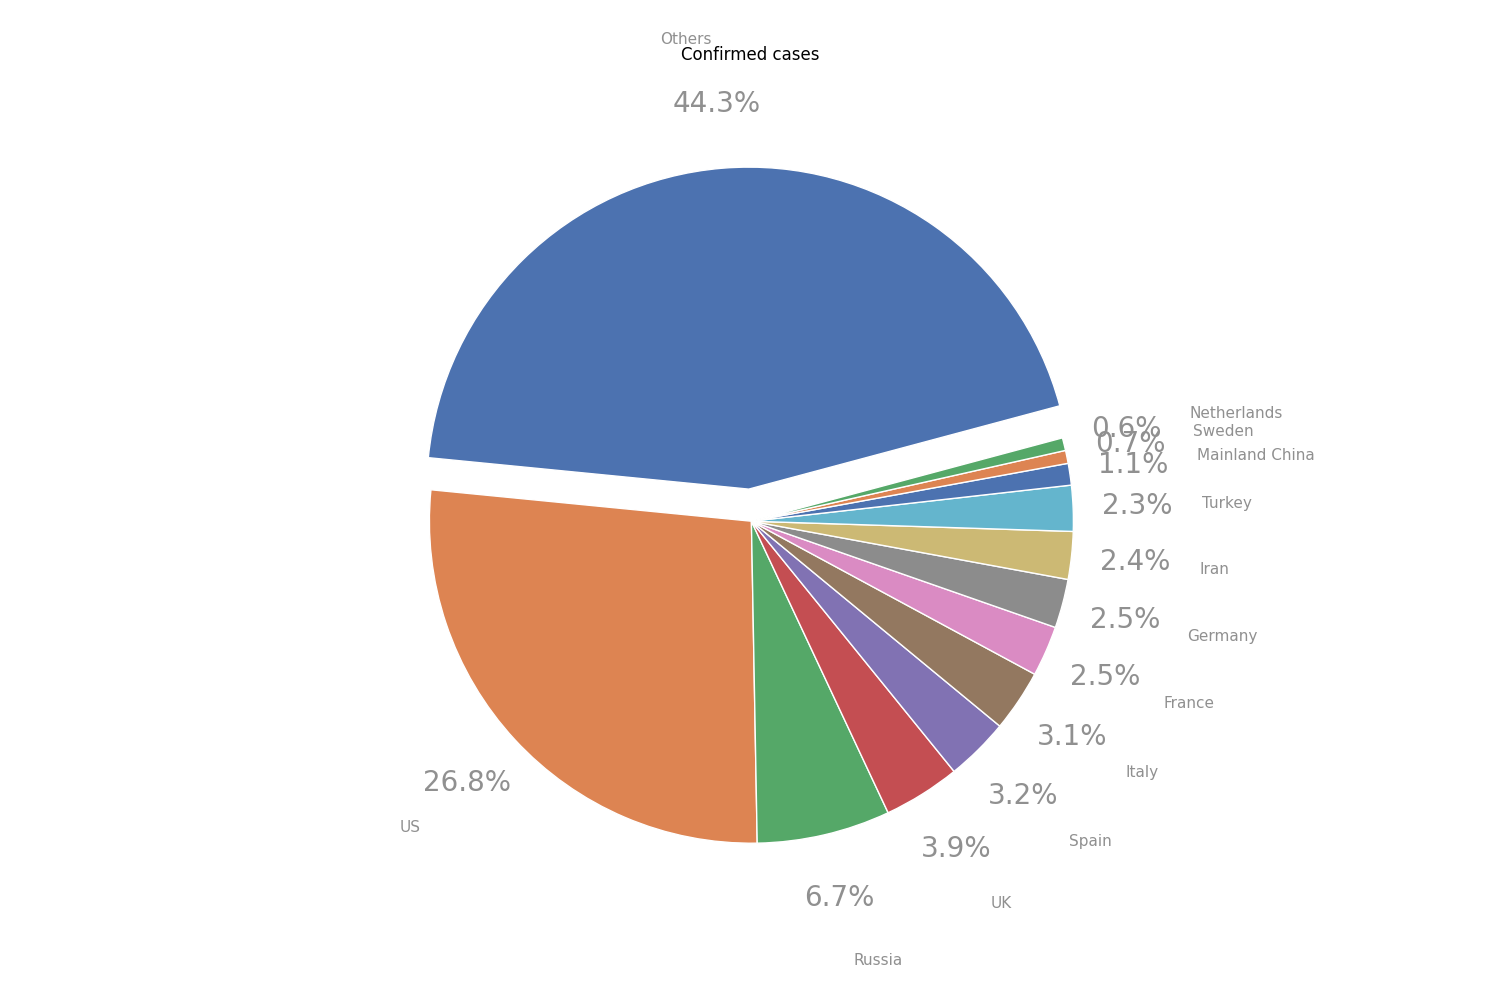 Others
Confirmed cases
44.3%
0.6%
Netherlands
0.7%
Sweden
1.1%
Mainland China
2.3%
Turkey
2.4%
Iran
2.5%
Germany
2.5%
France
3.1%
Italy
3.2%
Spain
3.9%
UK
6.7%
Russia
26.8%
US